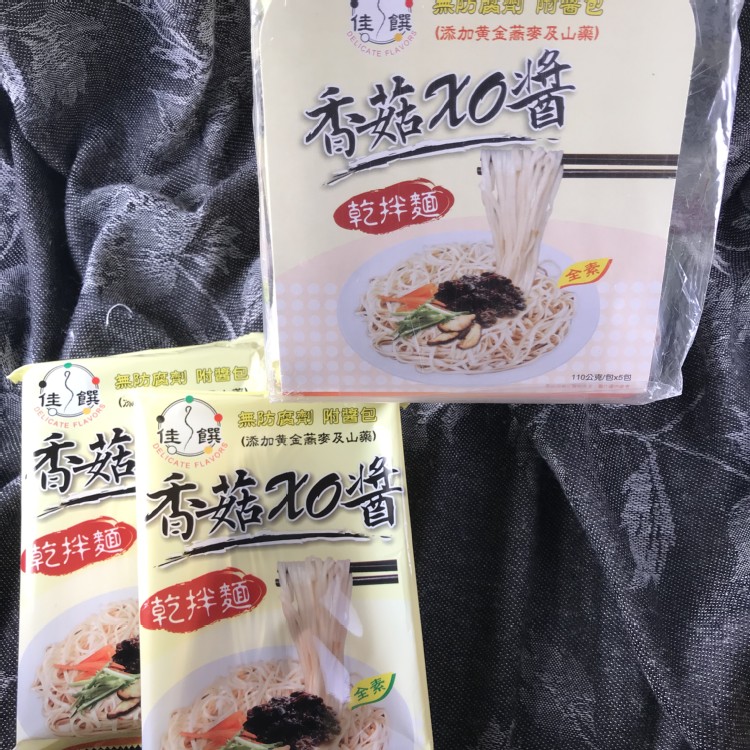 佳饌
DELICATE FLAVORS
無防腐劑 附醬包
(添加黃金燕麥及山藥)
香菇XO醬
乾拌麵
全素
110公克/包x5包
佳饌
DELICATE FLAVORS
無防腐劑 附醬包
香菇
乾拌麵
佳饌
DELICATE FLAVORS
無防腐劑 附醬包
(添加黃金燕麥及山藥)
香菇XO醬
乾拌麵
全素